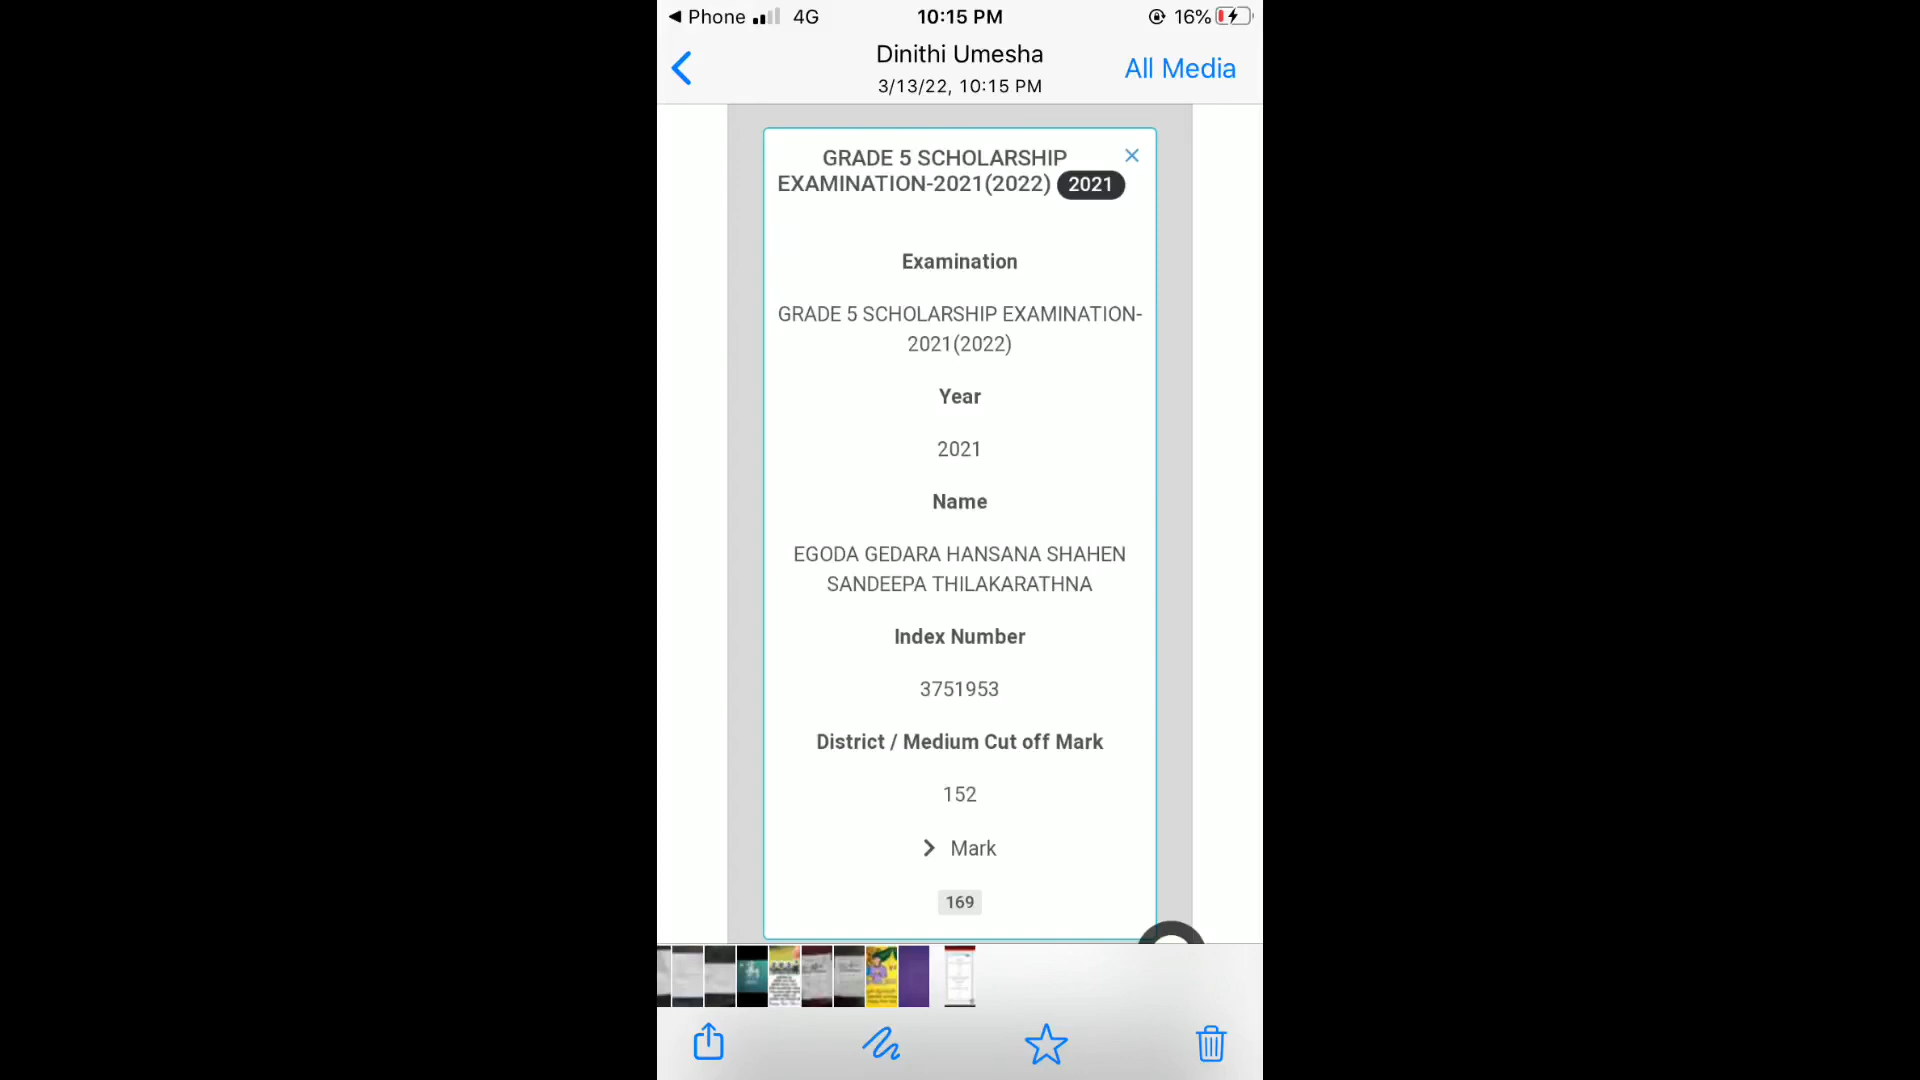 Phone 4G 10:15 PM 16%
Dinithi Umesha
3/13/22, 10:15 PM
All Media
GRADE 5 SCHOLARSHIP
EXAMINATION-2021(2022) 2021
Examination
GRADE 5 SCHOLARSHIP EXAMINATION-
2021(2022)
Year
2021
Name
EGODA GEDARA HANSANA SHAHEN
SANDEEPA THILAKARATHNA
Index Number
3751953
District / Medium Cut off Mark
152
Mark
169